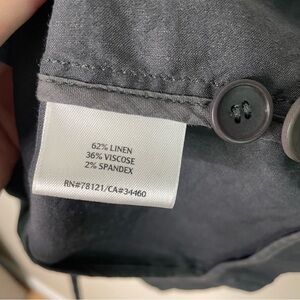 62% LINEN
36% VISCOSE
2% SPANDEX
RN#78121/CA#34460